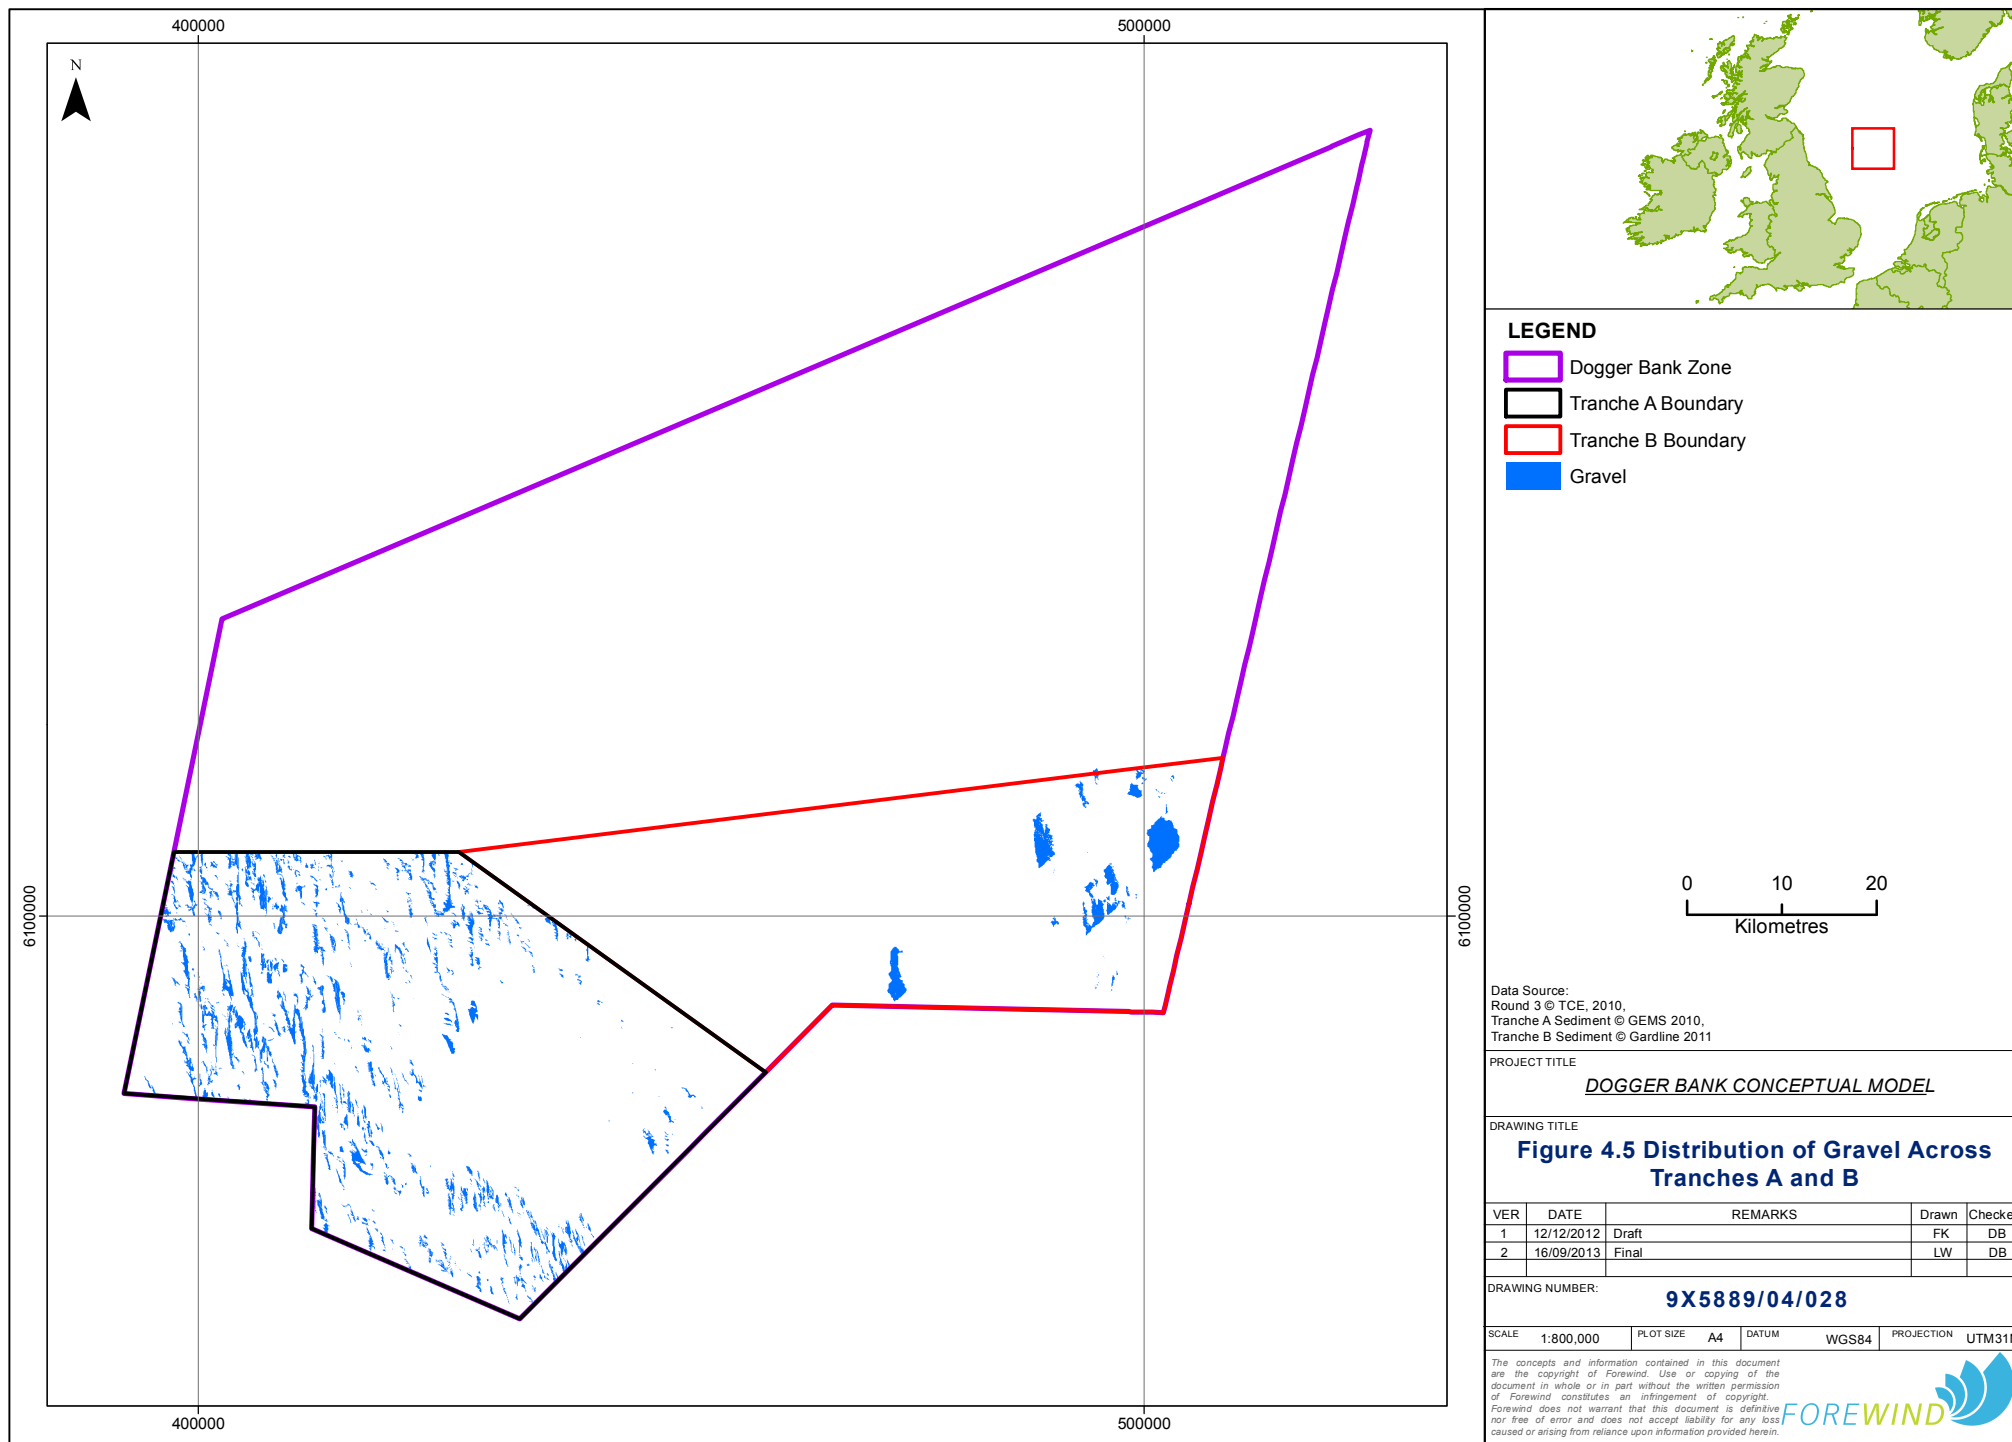 400000
500000
N
6100000
6100000
400000
500000
LEGEND
Dogger Bank Zone
Tranche A Boundary
Tranche B Boundary
Gravel
0 10 20
Kilometres
Data Source:
Round 3 © TCE, 2010,
Tranche A Sediment © GEMS 2010,
Tranche B Sediment © Gardline 2011
PROJECT TITLE
DOGGER BANK CONCEPTUAL MODEL
DRAWING TITLE
Figure 4.5 Distribution of Gravel Across
Tranches A and B
VER DATE REMARKS Drawn Checke
1 12/12/2012 Draft FK DB
2 16/09/2013 Final LW DB
DRAWING NUMBER:
9X5889/04/028
SCALE 1:800,000 PLOT SIZE A4 DATUM WGS84 PROJECTION UTM31
The concepts and information contained in this document
are the copyright of Forewind. Use or copying of the
document in whole or in part without the written permission
of Forewind constitutes an infringement of copyright.
Forewind does not warrant that this document is definitive
nor free of error and does not accept liability for any loss
caused or arising from reliance upon information provided herein.
FOREWIND